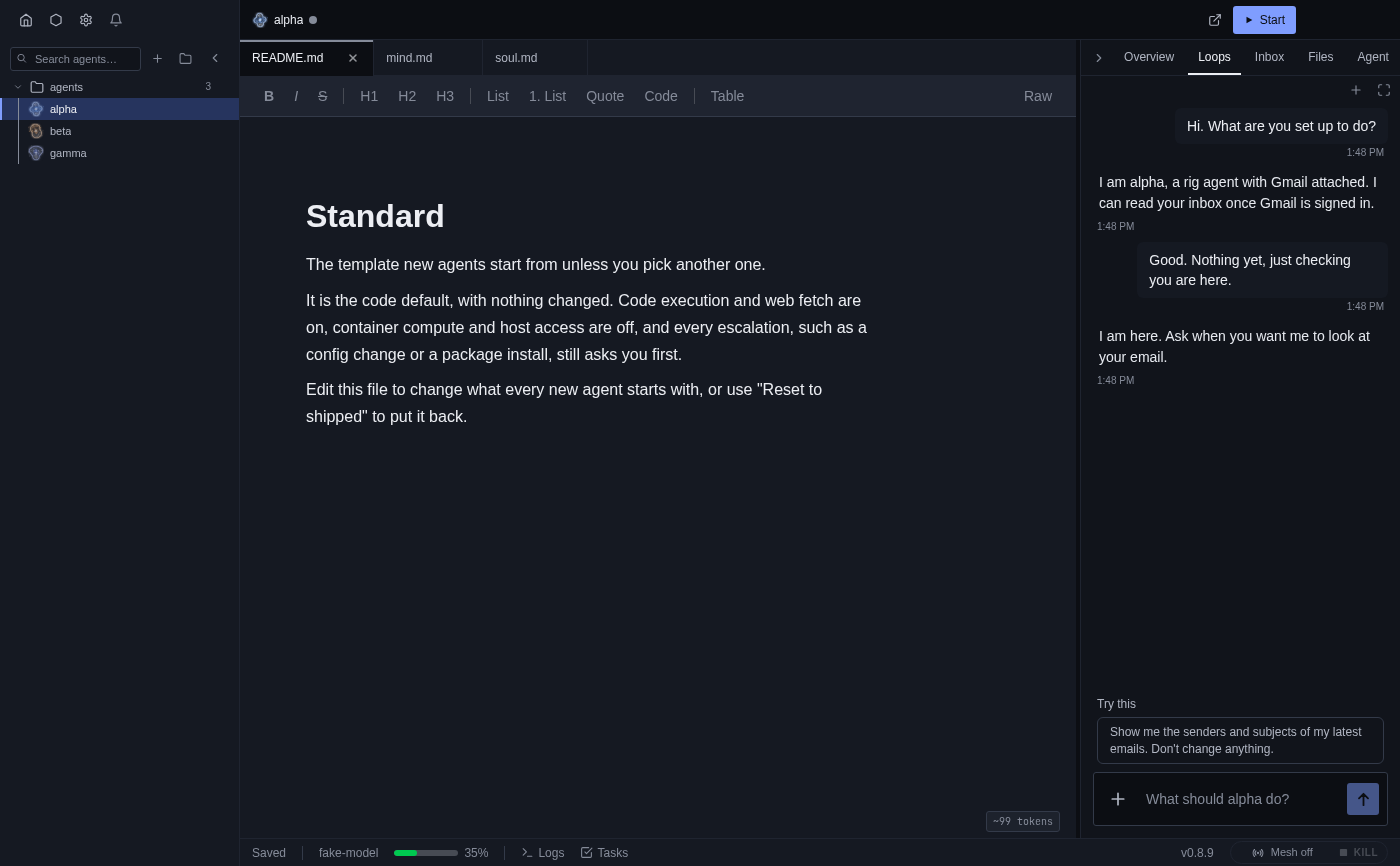 alpha
Start
Search agents…
agents
3
alpha
beta
gamma
README.md
mind.md
soul.md
B
I
S
H1
H2
H3
List
1. List
Quote
Code
Table
Raw
Standard
The template new agents start from unless you pick another one.
It is the code default, with nothing changed. Code execution and web fetch are
on, container compute and host access are off, and every escalation, such as a
config change or a package install, still asks you first.
Edit this file to change what every new agent starts with, or use "Reset to
shipped" to put it back.
~99 tokens
Overview
Loops
Inbox
Files
Agent
Hi. What are you set up to do?
1:48 PM
I am alpha, a rig agent with Gmail attached. I
can read your inbox once Gmail is signed in.
1:48 PM
Good. Nothing yet, just checking
you are here.
1:48 PM
I am here. Ask when you want me to look at
your email.
1:48 PM
Try this
Show me the senders and subjects of my latest
emails. Don't change anything.
What should alpha do?
Saved
fake-model
35%
Logs
Tasks
v0.8.9
Mesh off
KILL